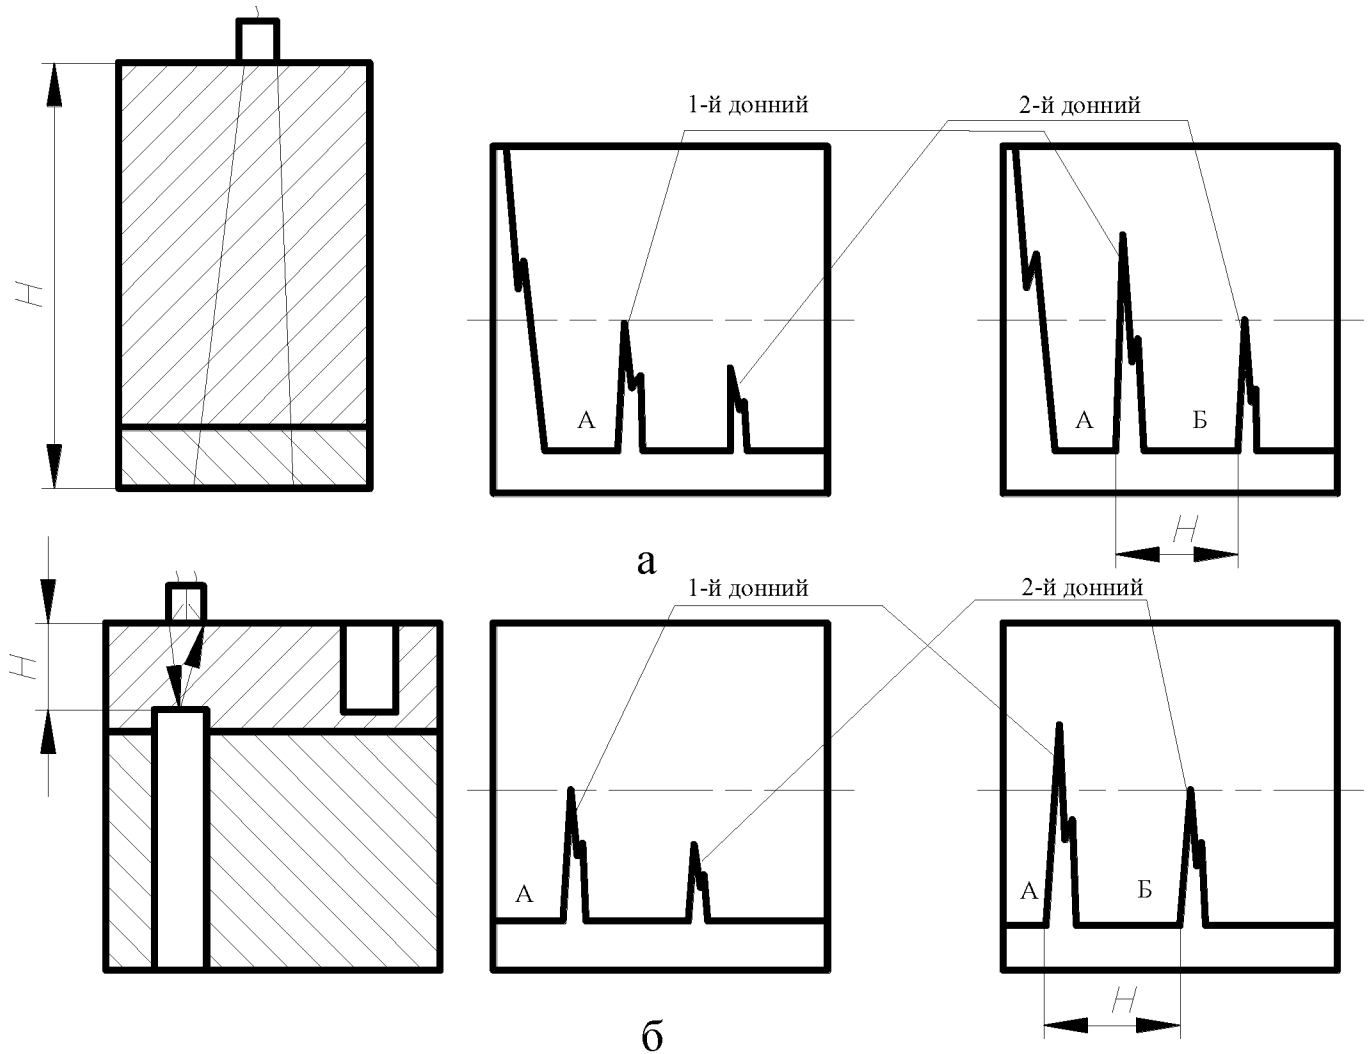 1-й донний
2-й донний
Н
А
А
Б
Н
а
1-й донний
2-й донний
Н
А
А
Б
Н
б